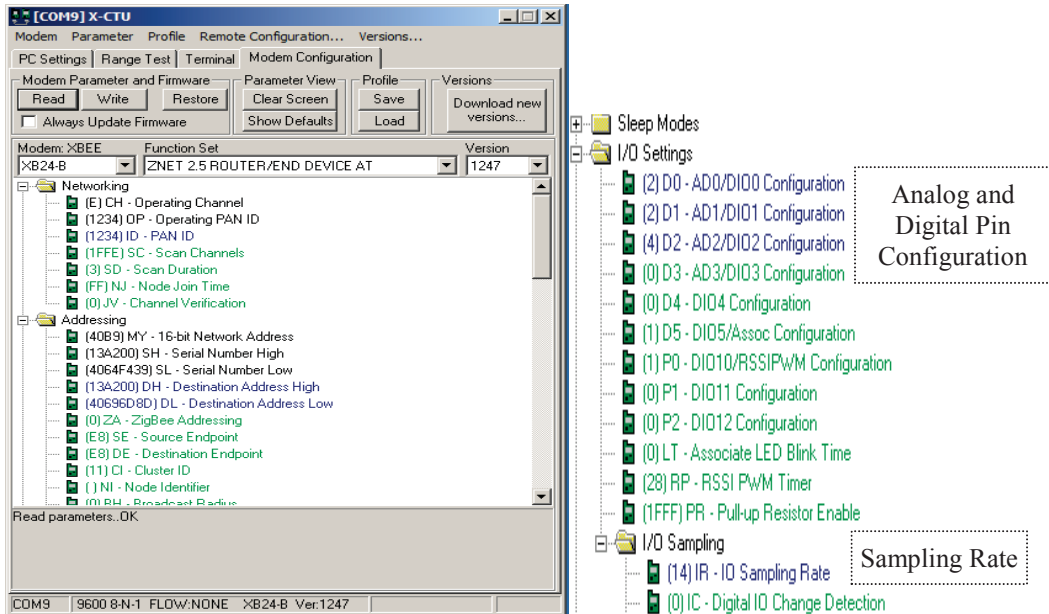 [COM9] X-CTU
Modem Parameter Profile Remote Configuration... Versions...
PC Settings Range Test Terminal Modem Configuration
Modem Parameter and Firmware Parameter View Profile Versions
Read Write Restore Clear Screen Save Download new versions...
Always Update Firmware Show Defaults Load
Modem: XBEE Function Set Version
XB24-B ZNET 2.5 ROUTER/END DEVICE AT 1247
Networking
(E) CH - Operating Channel
(1234) OP - Operating PAN ID
(1234) ID - PAN ID
(1FFE) SC - Scan Channels
(3) SD - Scan Duration
(FF) NJ - Node Join Time
(0) JV - Channel Verification
Addressing
(40B9) MY - 16-bit Network Address
(13A200) SH - Serial Number High
(4064F439) SL - Serial Number Low
(13A200) DH - Destination Address High
(40696D8D) DL - Destination Address Low
(0) ZA - ZigBee Addressing
(E8) SE - Source Endpoint
(E8) DE - Destination Endpoint
(11) CI - Cluster ID
( ) NI - Node Identifier
(0) BH - Broadcast Radius
Read parameters..OK
COM9 9600 8-N-1 FLOW:NONE XB24-B Ver:1247
Sleep Modes
I/O Settings
(2) D0 - AD0/DIO0 Configuration
(2) D1 - AD1/DIO1 Configuration
(4) D2 - AD2/DIO2 Configuration
(0) D3 - AD3/DIO3 Configuration
(0) D4 - DIO4 Configuration
(1) D5 - DIO5/Assoc Configuration
(1) P0 - DIO10/RSSIPWM Configuration
(0) P1 - DIO11 Configuration
(0) P2 - DIO12 Configuration
(0) LT - Associate LED Blink Time
(28) RP - RSSI PWM Timer
(1FFF) PR - Pull-up Resistor Enable
I/O Sampling
(14) IR - IO Sampling Rate
(0) IC - Digital IO Change Detection
Analog and
Digital Pin
Configuration
Sampling Rate